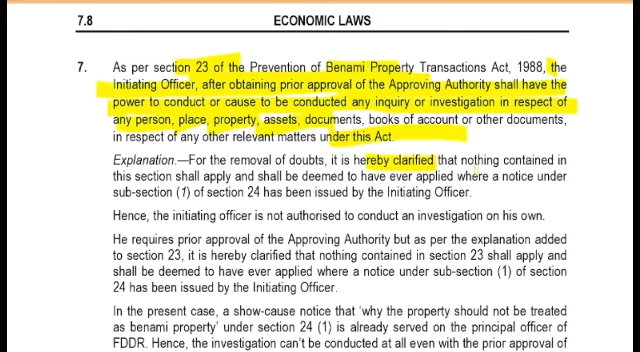 7.8 ECONOMIC LAWS
7. As per section 23 of the Prevention of Benami Property Transactions Act, 1988, the
Initiating Officer, after obtaining prior approval of the Approving Authority shall have the
power to conduct or cause to be conducted any inquiry or investigation in respect of
any person, place, property, assets, documents, books of account or other documents,
in respect of any other relevant matters under this Act.
Explanation.—For the removal of doubts, it is hereby clarified that nothing contained in
this section shall apply and shall be deemed to have ever applied where a notice under
sub-section (1) of section 24 has been issued by the Initiating Officer.
Hence, the initiating officer is not authorised to conduct an investigation on his own.
He requires prior approval of the Approving Authority but as per the explanation added
to section 23, it is hereby clarified that nothing contained in section 23 shall apply and
shall be deemed to have ever applied where a notice under sub-section (1) of section
24 has been issued by the Initiating Officer.
In the present case, a show-cause notice that 'why the property should not be treated
as benami property' under section 24 (1) is already served on the principal officer of
FDDR. Hence, the investigation can't be conducted at all even with the prior approval of